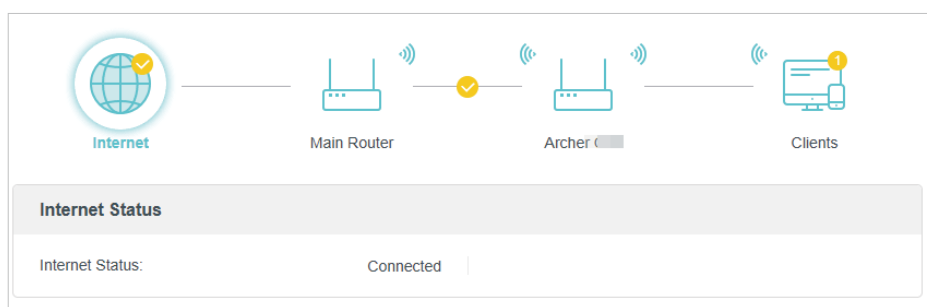 1
Internet
Main Router
Archer
Clients
Internet Status
Internet Status: Connected